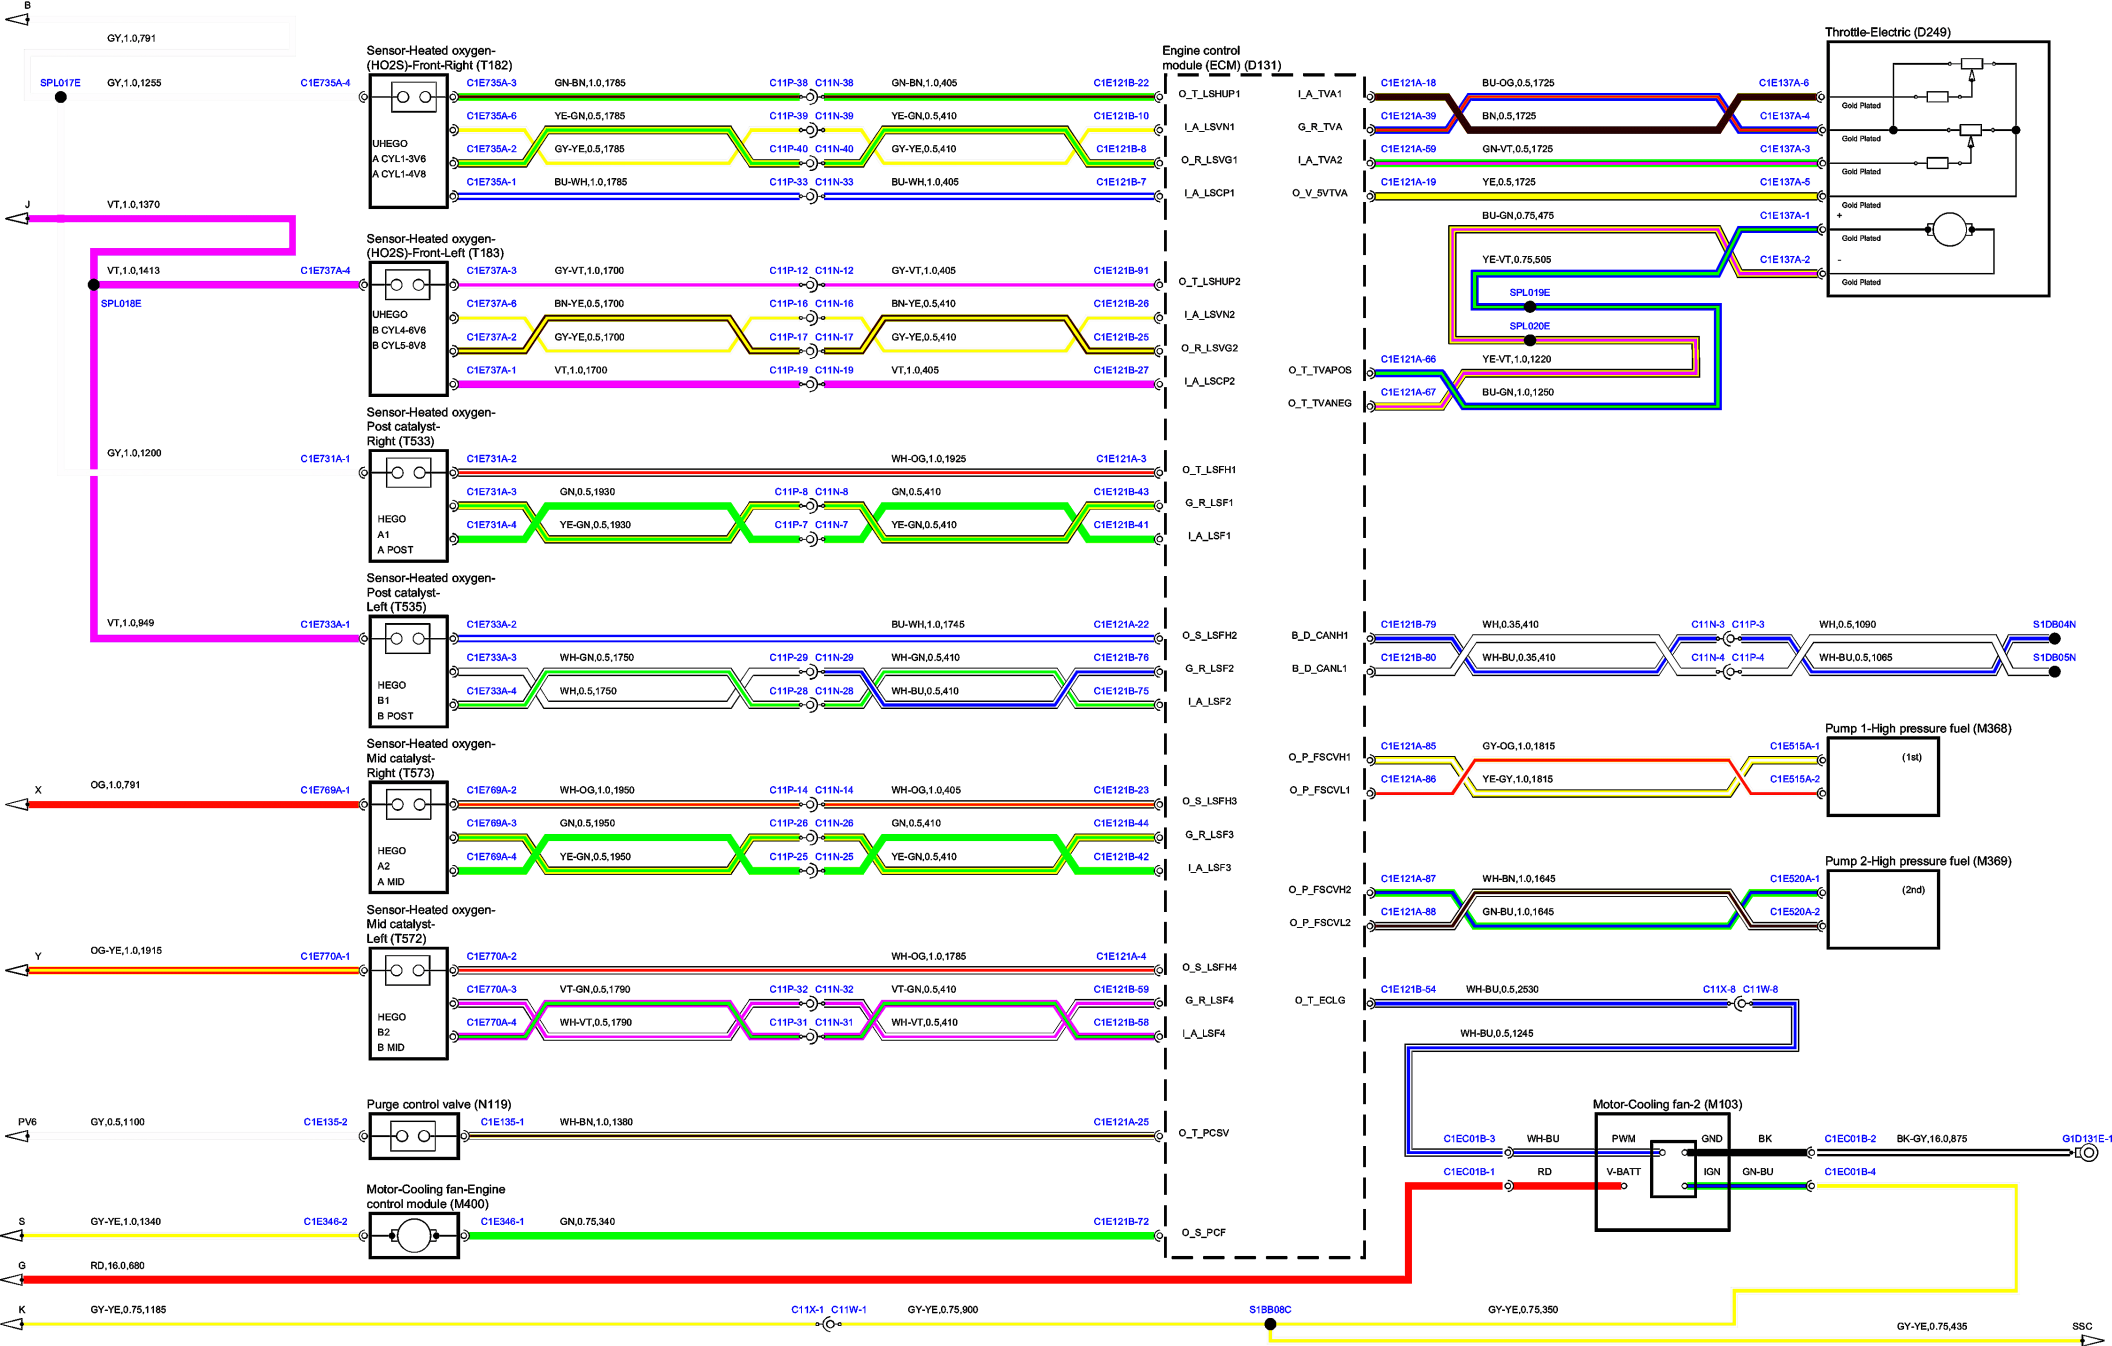 B
GY,1.0,791
SPL017E
GY,1.0,1255
C1E735A-4
J
VT,1.0,1370
VT,1.0,1413
C1E737A-4
SPL018E
GY,1.0,1200
C1E731A-1
VT,1.0,949
C1E733A-1
X
OG,1.0,791
C1E769A-1
Y
OG-YE,1.0,1915
C1E770A-1
PV6
GY,0.5,1100
C1E135-2
S
GY-YE,1.0,1340
C1E346-2
G
RD,16.0,680
K
GY-YE,0.75,1185
C11X-1 C11W-1
GY-YE,0.75,900
S1BB08C
GY-YE,0.75,350
GY-YE,0.75,435
SSC
Sensor-Heated oxygen-
(HO2S)-Front-Right (T182)
UHEGO
A CYL1-3V6
A CYL1-4V8
C1E735A-3 GN-BN,1.0,1785 C11P-38 C11N-38 GN-BN,1.0,405 C1E121B-22
C1E735A-6 YE-GN,0.5,1785 C11P-39 C11N-39 YE-GN,0.5,410 C1E121B-10
C1E735A-2 GY-YE,0.5,1785 C11P-40 C11N-40 GY-YE,0.5,410 C1E121B-8
C1E735A-1 BU-WH,1.0,1785 C11P-33 C11N-33 BU-WH,1.0,405 C1E121B-7
Sensor-Heated oxygen-
(HO2S)-Front-Left (T183)
UHEGO
B CYL4-6V6
B CYL5-8V8
C1E737A-3 GY-VT,1.0,1700 C11P-12 C11N-12 GY-VT,1.0,405 C1E121B-91
C1E737A-6 BN-YE,0.5,1700 C11P-16 C11N-16 BN-YE,0.5,410 C1E121B-26
C1E737A-2 GY-YE,0.5,1700 C11P-17 C11N-17 GY-YE,0.5,410 C1E121B-25
C1E737A-1 VT,1.0,1700 C11P-19 C11N-19 VT,1.0,405 C1E121B-27
Sensor-Heated oxygen-
Post catalyst-
Right (T533)
HEGO
A1
A POST
C1E731A-2 WH-OG,1.0,1925 C1E121A-3
C1E731A-3 GN,0.5,1930 C11P-8 C11N-8 GN,0.5,410 C1E121B-43
C1E731A-4 YE-GN,0.5,1930 C11P-7 C11N-7 YE-GN,0.5,410 C1E121B-41
Sensor-Heated oxygen-
Post catalyst-
Left (T535)
HEGO
B1
B POST
C1E733A-2 BU-WH,1.0,1745 C1E121A-22
C1E733A-3 WH-GN,0.5,1750 C11P-29 C11N-29 WH-GN,0.5,410 C1E121B-76
C1E733A-4 WH,0.5,1750 C11P-28 C11N-28 WH-BU,0.5,410 C1E121B-75
Sensor-Heated oxygen-
Mid catalyst-
Right (T573)
HEGO
A2
A MID
C1E769A-2 WH-OG,1.0,1950 C11P-14 C11N-14 WH-OG,1.0,405 C1E121B-23
C1E769A-3 GN,0.5,1950 C11P-26 C11N-26 GN,0.5,410 C1E121B-44
C1E769A-4 YE-GN,0.5,1950 C11P-25 C11N-25 YE-GN,0.5,410 C1E121B-42
Sensor-Heated oxygen-
Mid catalyst-
Left (T572)
HEGO
B2
B MID
C1E770A-2 WH-OG,1.0,1785 C1E121A-4
C1E770A-3 VT-GN,0.5,1790 C11P-32 C11N-32 VT-GN,0.5,410 C1E121B-59
C1E770A-4 WH-VT,0.5,1790 C11P-31 C11N-31 WH-VT,0.5,410 C1E121B-58
Purge control valve (N119)
C1E135-1 WH-BN,1.0,1380 C1E121A-25
Motor-Cooling fan-Engine
control module (M400)
C1E346-1 GN,0.75,340 C1E121B-72
Engine control
module (ECM) (D131)
O_T_LSHUP1
I_A_LSVN1
O_R_LSVG1
I_A_LSCP1
O_T_LSHUP2
I_A_LSVN2
O_R_LSVG2
I_A_LSCP2
O_T_LSFH1
G_R_LSF1
I_A_LSF1
O_S_LSFH2
G_R_LSF2
I_A_LSF2
O_S_LSFH3
G_R_LSF3
I_A_LSF3
O_S_LSFH4
G_R_LSF4
I_A_LSF4
O_T_PCSV
O_S_PCF
I_A_TVA1
G_R_TVA
I_A_TVA2
O_V_5VTVA
O_T_TVAPOS
O_T_TVANEG
B_D_CANH1
B_D_CANL1
O_P_FSCVH1
O_P_FSCVL1
O_P_FSCVH2
O_P_FSCVL2
O_T_ECLG
C1E121A-18 BU-OG,0.5,1725 C1E137A-6
C1E121A-39 BN,0.5,1725 C1E137A-4
C1E121A-59 GN-VT,0.5,1725 C1E137A-3
C1E121A-19 YE,0.5,1725 C1E137A-5
BU-GN,0.75,475 C1E137A-1
YE-VT,0.75,505 C1E137A-2
SPL019E
SPL020E
C1E121A-66 YE-VT,1.0,1220
C1E121A-67 BU-GN,1.0,1250
Throttle-Electric (D249)
Gold Plated
Gold Plated
Gold Plated
Gold Plated
+
Gold Plated
-
Gold Plated
C1E121B-79 WH,0.35,410 C11N-3 C11P-3 WH,0.5,1090 S1DB04N
C1E121B-80 WH-BU,0.35,410 C11N-4 C11P-4 WH-BU,0.5,1065 S1DB05N
Pump 1-High pressure fuel (M368)
C1E121A-85 GY-OG,1.0,1815 C1E515A-1
(1st)
C1E121A-86 YE-GY,1.0,1815 C1E515A-2
Pump 2-High pressure fuel (M369)
C1E121A-87 WH-BN,1.0,1645 C1E520A-1
(2nd)
C1E121A-88 GN-BU,1.0,1645 C1E520A-2
C1E121B-54 WH-BU,0.5,2530 C11X-8 C11W-8
WH-BU,0.5,1245
Motor-Cooling fan-2 (M103)
C1EC01B-3 WH-BU PWM GND BK C1EC01B-2 BK-GY,16.0,875 G1D131E-1
C1EC01B-1 RD V-BATT IGN GN-BU C1EC01B-4